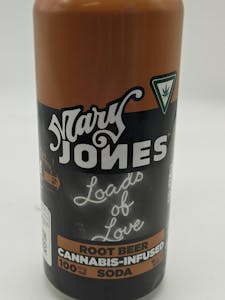 Mary
JONES
Loads
of
Love
ROOT BEER
CANNABIS-INFUSED
100
SODA